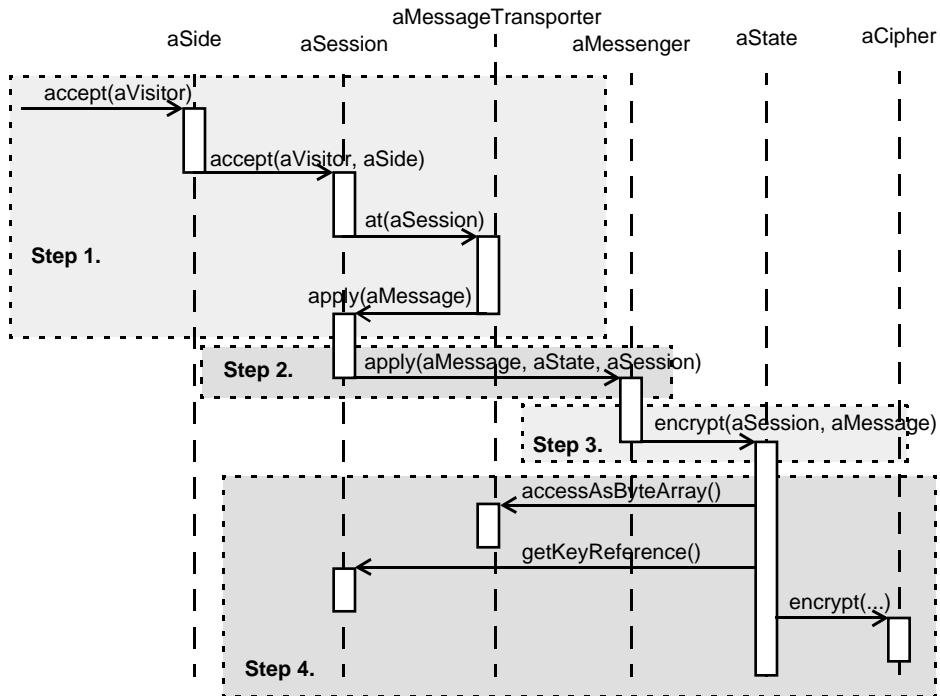 aMessageTransporter
aSide
aSession
aMessenger
aState
aCipher
accept(aVisitor)
accept(aVisitor, aSide)
at(aSession)
Step 1.
apply(aMessage)
Step 2.
apply(aMessage, aState, aSession)
encrypt(aSession, aMessage)
Step 3.
accessAsByteArray()
getKeyReference()
encrypt(...)
Step 4.